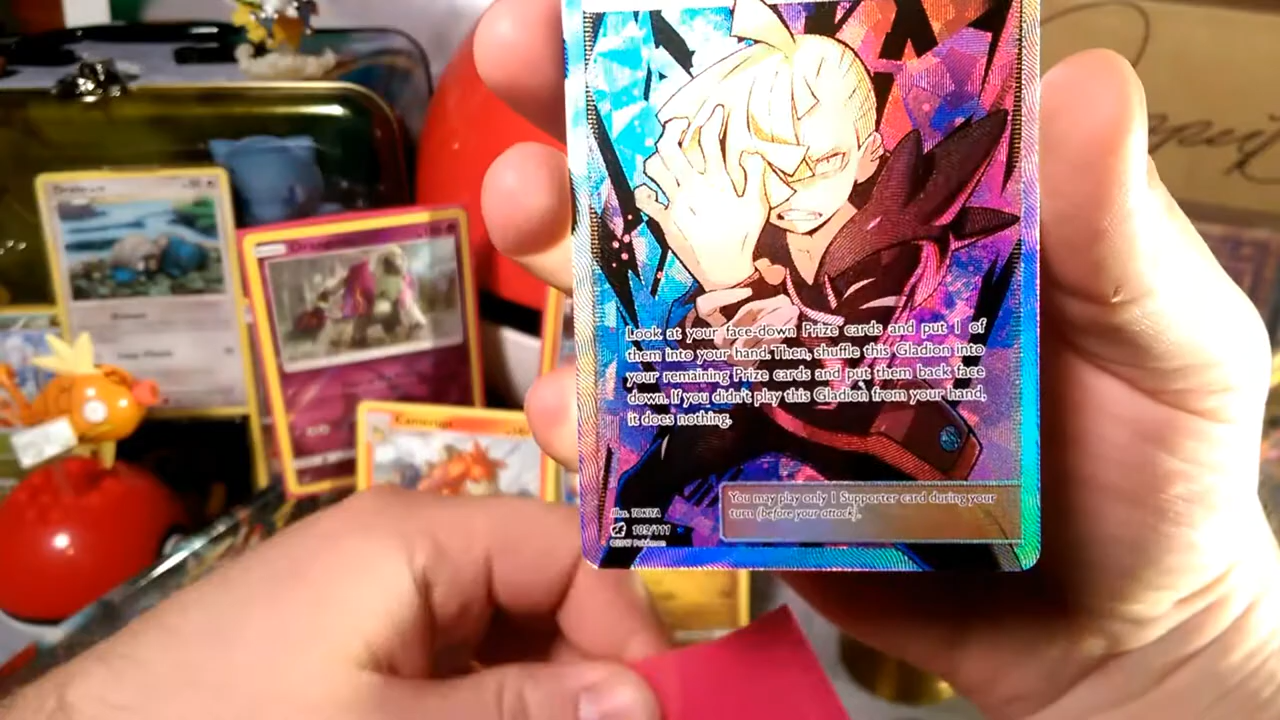 Look at your face-down Prize cards and put 1 of
them into your hand. Then, shuffle this Gladion into
your remaining Prize cards and put them back face
down. If you didn't play this Gladion from your hand,
it does nothing.
You may play only 1 Supporter card during your
turn (before your attack).
Illus. TOKIYA
109/111
©2017 Pokémon
Camerupt